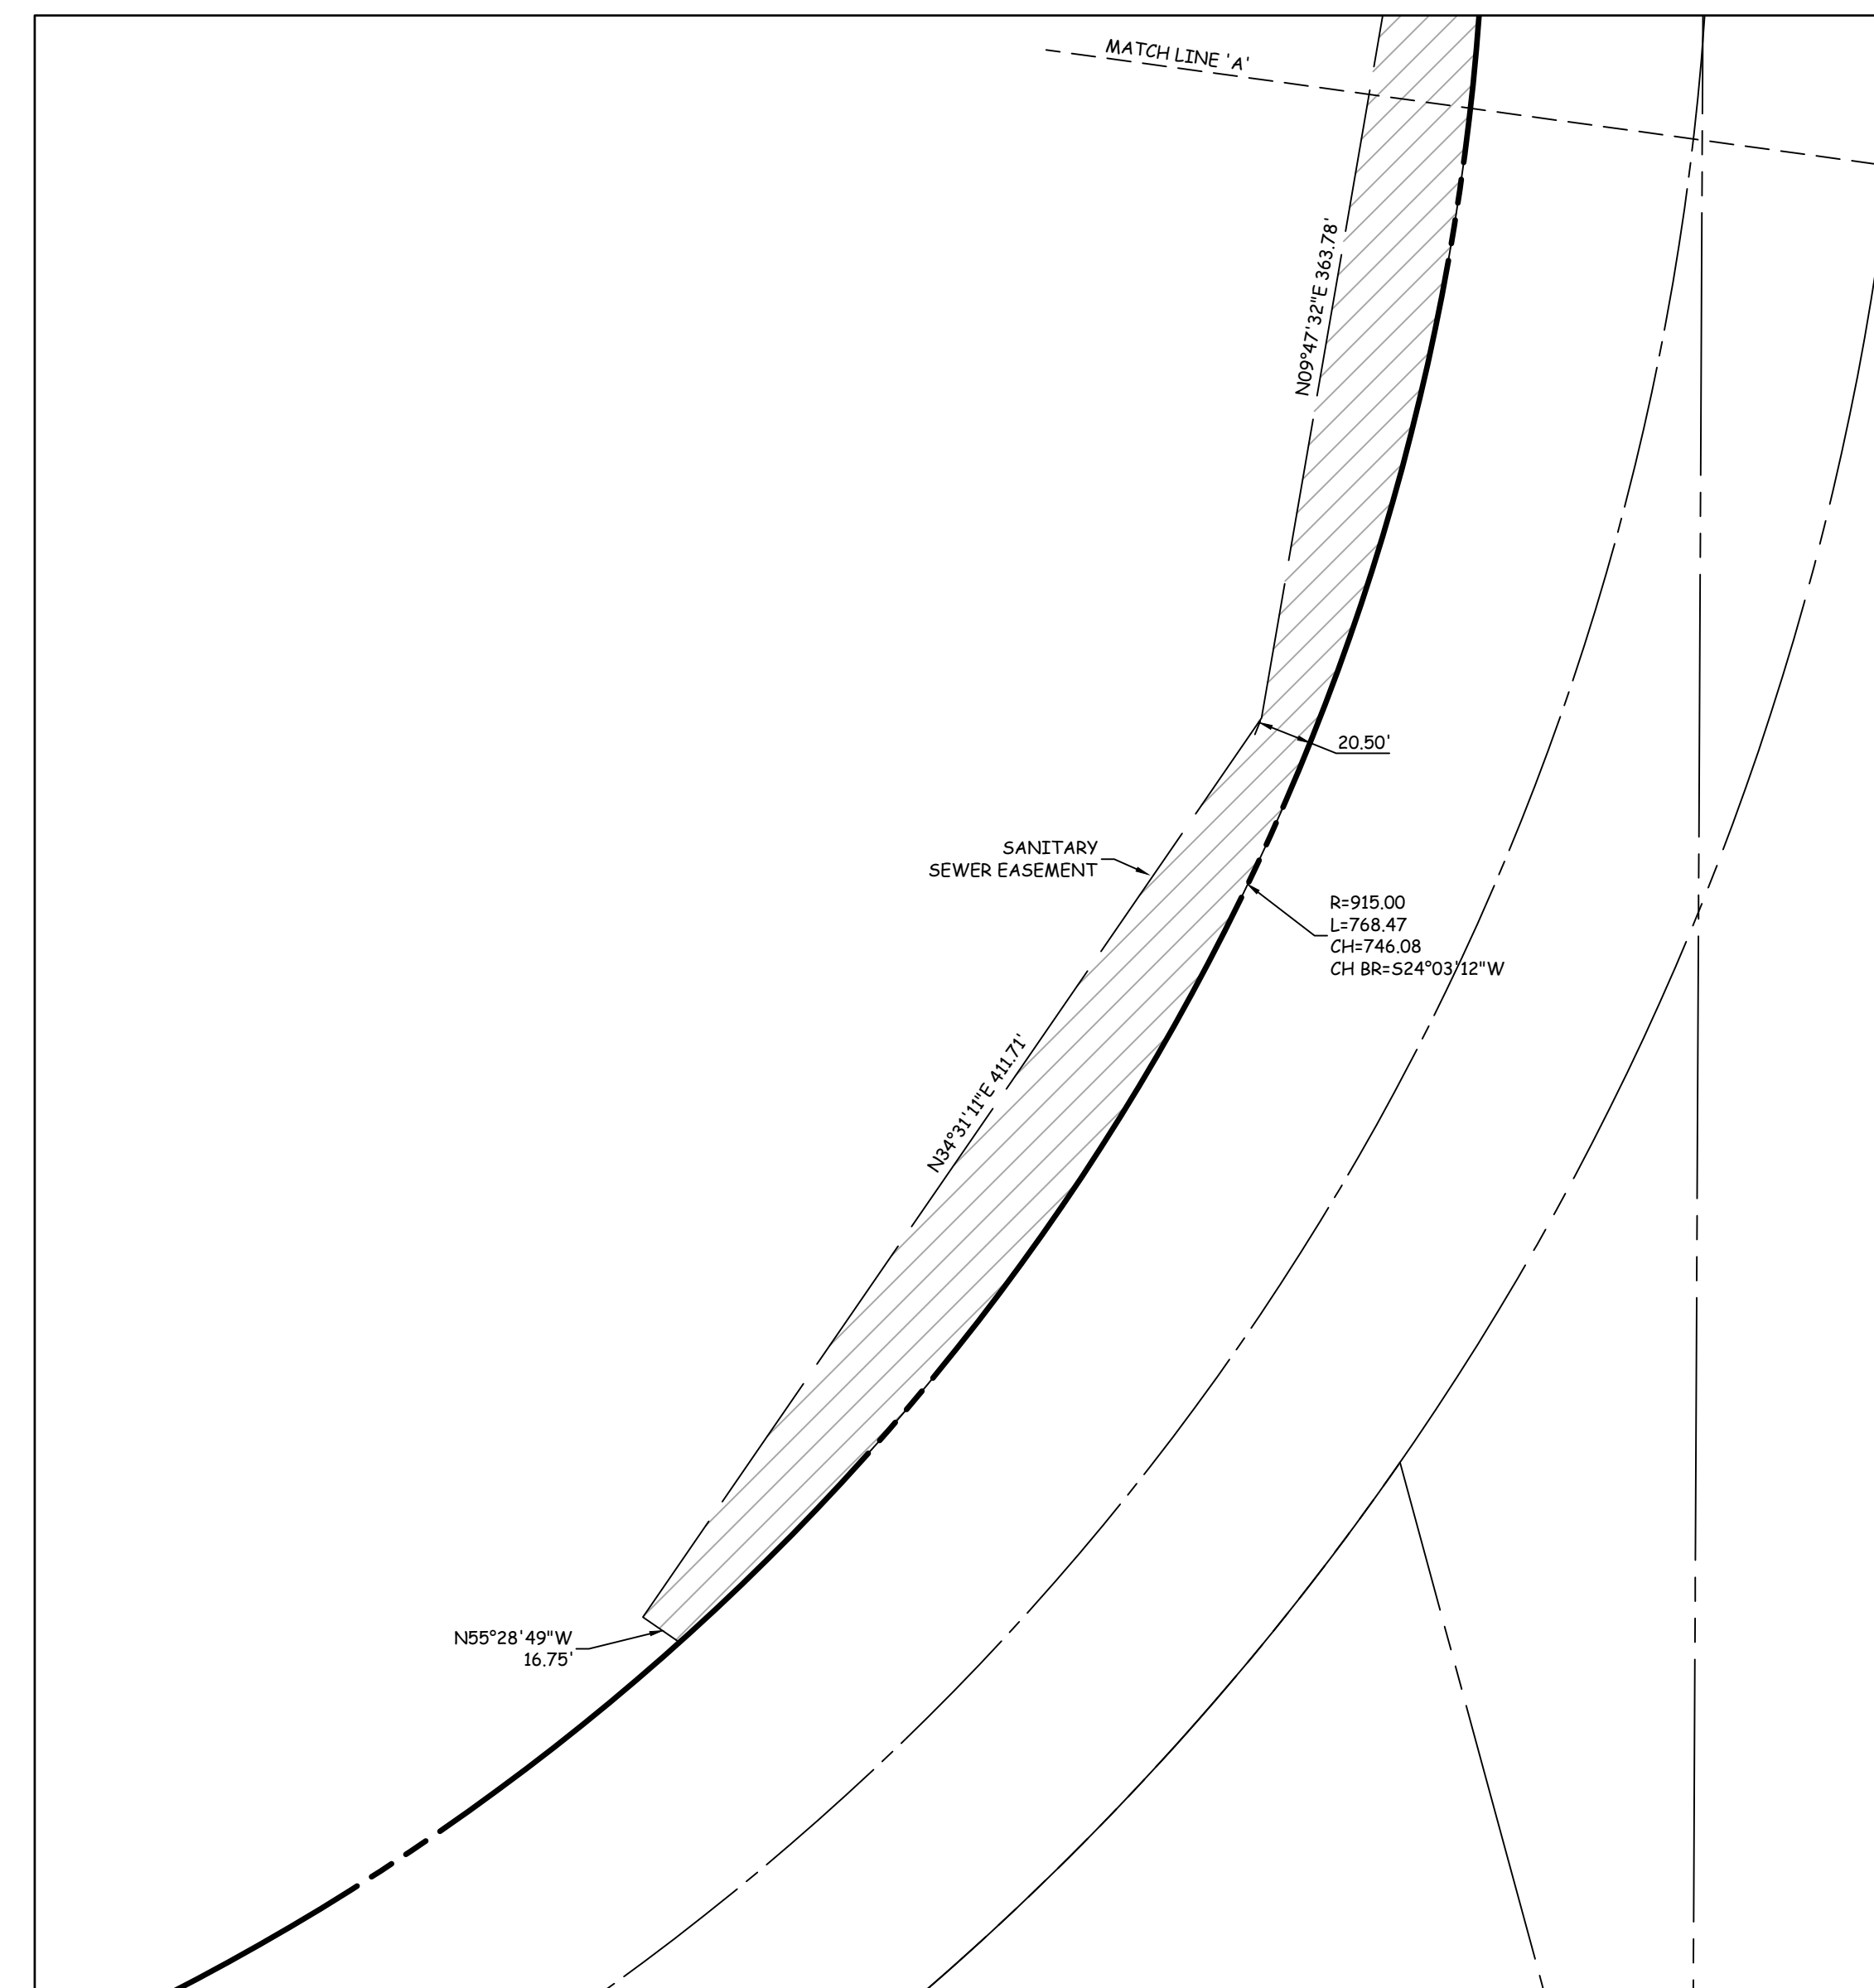 MATCH LINE 'A'
N09°47'32"E 363.78'
20.50'
SANITARY
SEWER EASEMENT
R=915.00
L=768.47
CH=746.08
CH BR=S24°03'12"W
N34°31'11"E 411.71'
N55°28'49"W
16.75'